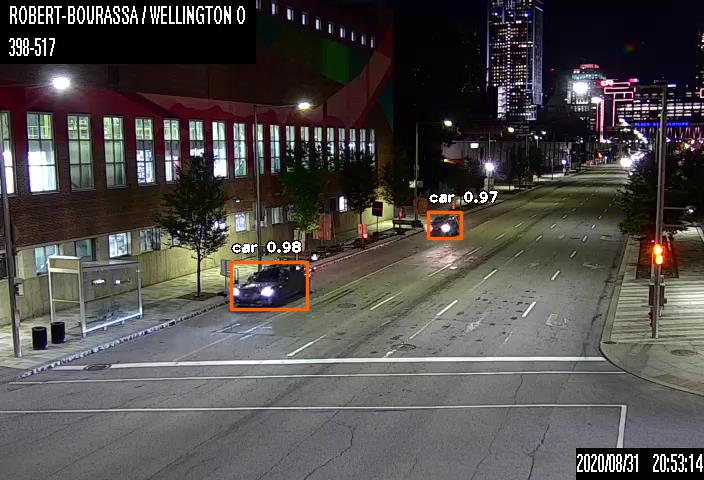 ROBERT-BOURASSA / WELLINGTON O
398-517
car 0.97
car 0.98
2020/08/31 20:53:14